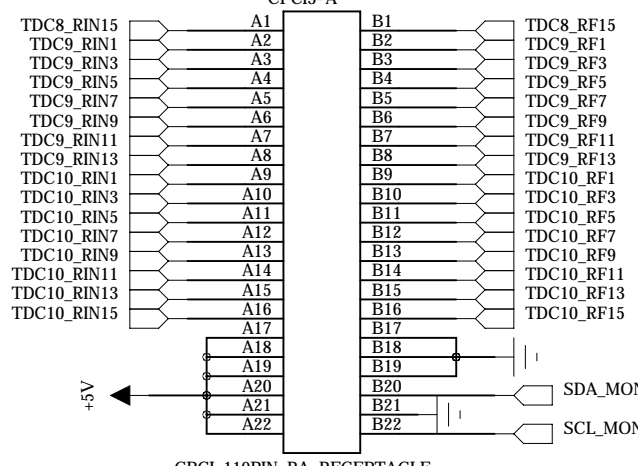 TDC8_RIN15 A1 B1 TDC8_RF15
TDC9_RIN1 A2 B2 TDC9_RF1
TDC9_RIN3 A3 B3 TDC9_RF3
TDC9_RIN5 A4 B4 TDC9_RF5
TDC9_RIN7 A5 B5 TDC9_RF7
TDC9_RIN9 A6 B6 TDC9_RF9
TDC9_RIN11 A7 B7 TDC9_RF11
TDC9_RIN13 A8 B8 TDC9_RF13
TDC10_RIN1 A9 B9 TDC10_RF1
TDC10_RIN3 A10 B10 TDC10_RF3
TDC10_RIN5 A11 B11 TDC10_RF5
TDC10_RIN7 A12 B12 TDC10_RF7
TDC10_RIN9 A13 B13 TDC10_RF9
TDC10_RIN11 A14 B14 TDC10_RF11
TDC10_RIN13 A15 B15 TDC10_RF13
TDC10_RIN15 A16 B16 TDC10_RF15
A17 B17
A18 B18
A19 B19
+5V A20 B20 SDA_MON
A21 B21
A22 B22 SCL_MON